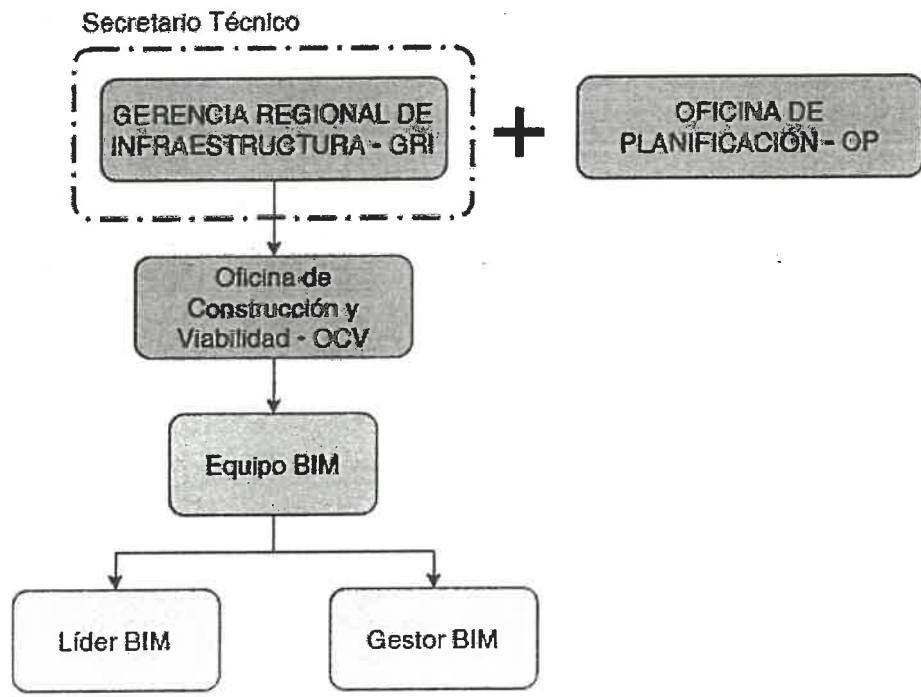 Secretario Técnico
GERENCIA REGIONAL DE
INFRAESTRUCTURA - GRI
+
OFICINA DE
PLANIFICACIÓN - OP
Oficina de
Construcción y
Viabilidad - OCV
Equipo BIM
Líder BIM
Gestor BIM